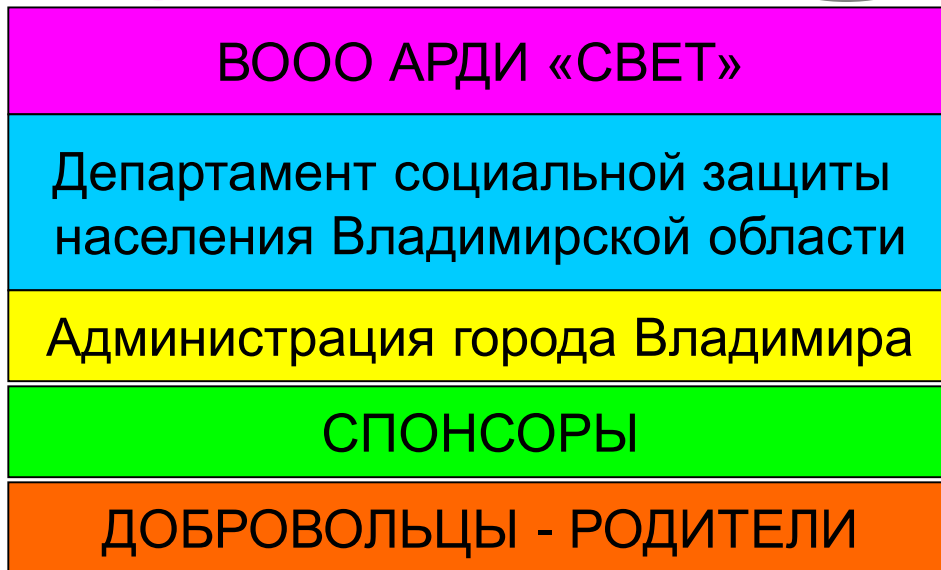 ВООО АРДИ «СВЕТ»
Департамент социальной защиты
населения Владимирской области
Администрация города Владимира
СПОНСОРЫ
ДОБРОВОЛЬЦЫ - РОДИТЕЛИ